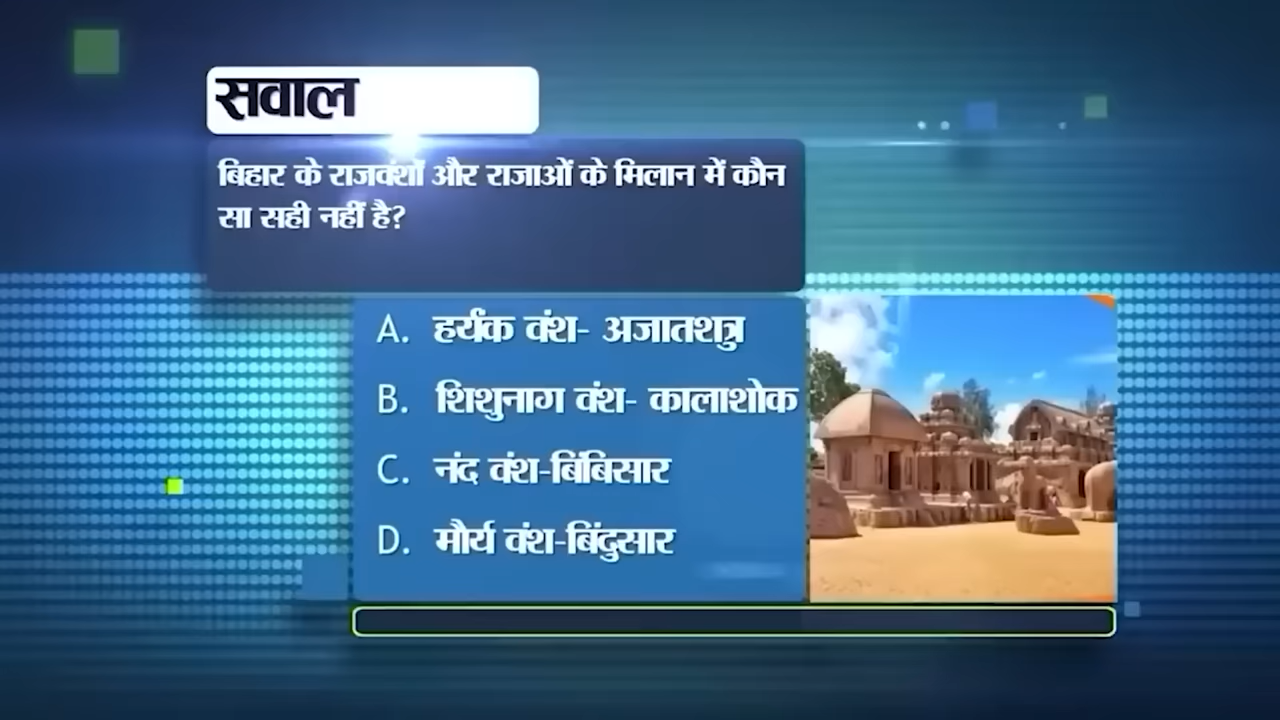 सवाल
बिहार के राजवंशों और राजाओं के मिलान में कौन
सा सही नहीं है?
A. हर्यंक वंश- अजातशत्रु
B. शिशुनाग वंश- कालाशोक
C. नंद वंश-बिंबिसार
D. मौर्य वंश-बिंदुसार